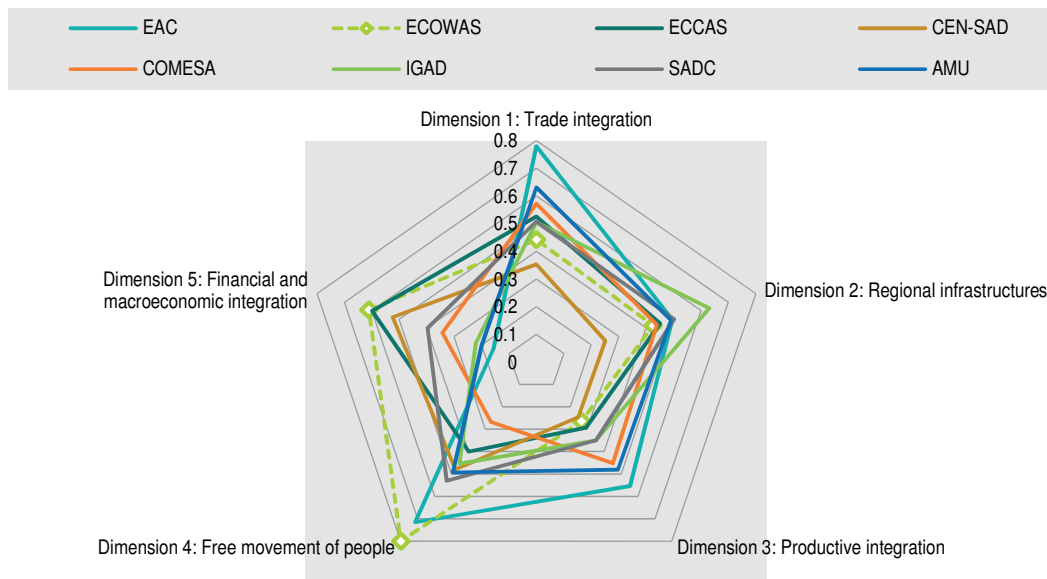 EAC
ECOWAS
ECCAS
CEN-SAD
COMESA
IGAD
SADC
AMU
Dimension 1: Trade integration
0.8
0.7
0.6
0.5
0.4
0.3
0.2
0.1
0
Dimension 5: Financial and
macroeconomic integration
Dimension 2: Regional infrastructures
Dimension 4: Free movement of people
Dimension 3: Productive integration